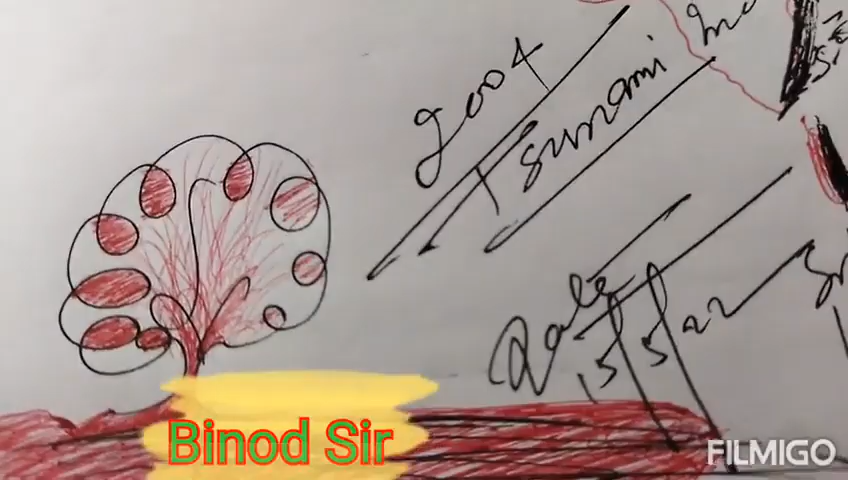 2004
Tsunami
Date
15/5/22
Binod Sir
FILMIGO